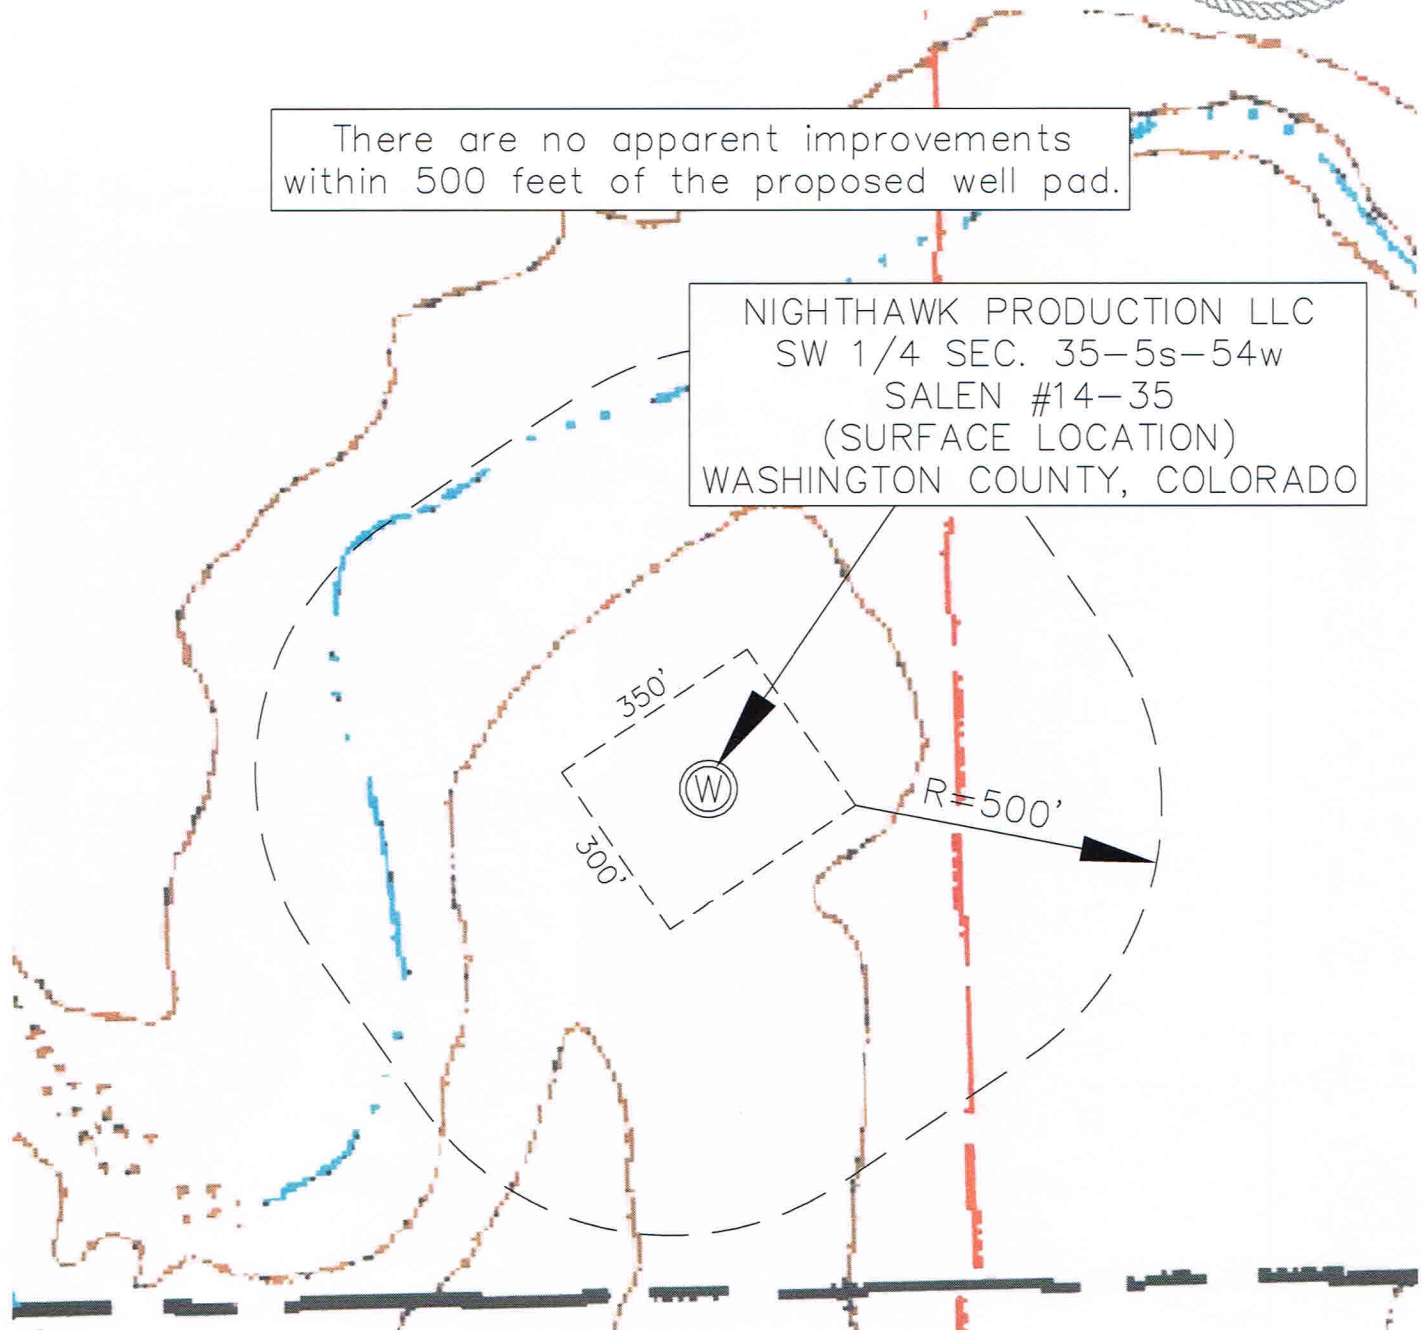 There are no apparent improvements
within 500 feet of the proposed well pad.
NIGHTHAWK PRODUCTION LLC
SW 1/4 SEC. 35-5s-54w
SALEN #14-35
(SURFACE LOCATION)
WASHINGTON COUNTY, COLORADO
350'
W
R=500'
300'